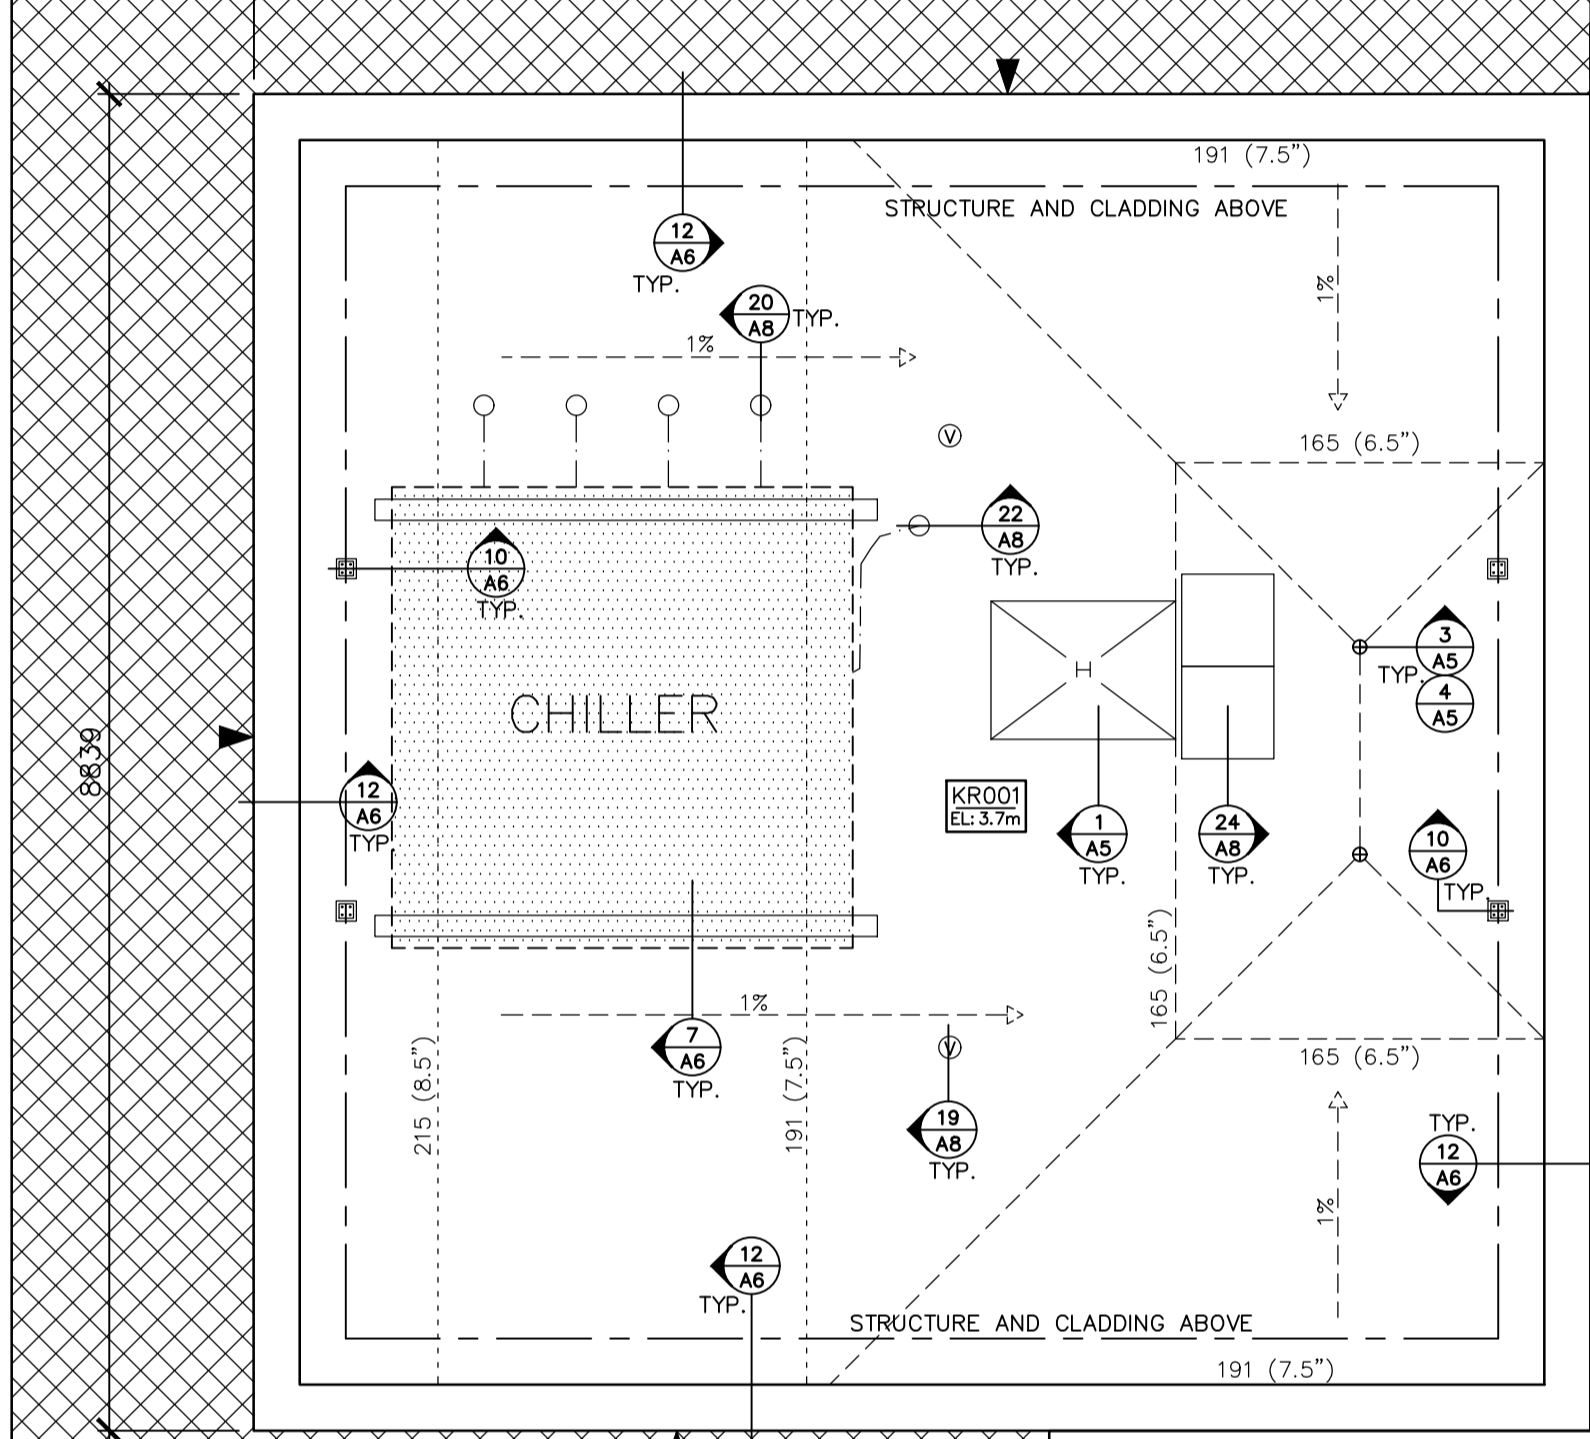 191 (7.5")
STRUCTURE AND CLADDING ABOVE
12
A6
TYP.
20
A8
TYP.
1%
1%
165 (6.5")
V
22
A8
TYP.
10
A6
TYP.
3
A5
TYP.
4
A5
H
CHILLER
8839
12
A6
TYP.
KR001
EL: 3.7m
1
A5
TYP.
24
A8
TYP.
10
A6
TYP.
165 (6.5")
1%
7
A6
TYP.
215 (8.5")
191 (7.5")
V
165 (6.5")
19
A8
TYP.
TYP.
12
A6
1%
12
A6
TYP.
STRUCTURE AND CLADDING ABOVE
191 (7.5")